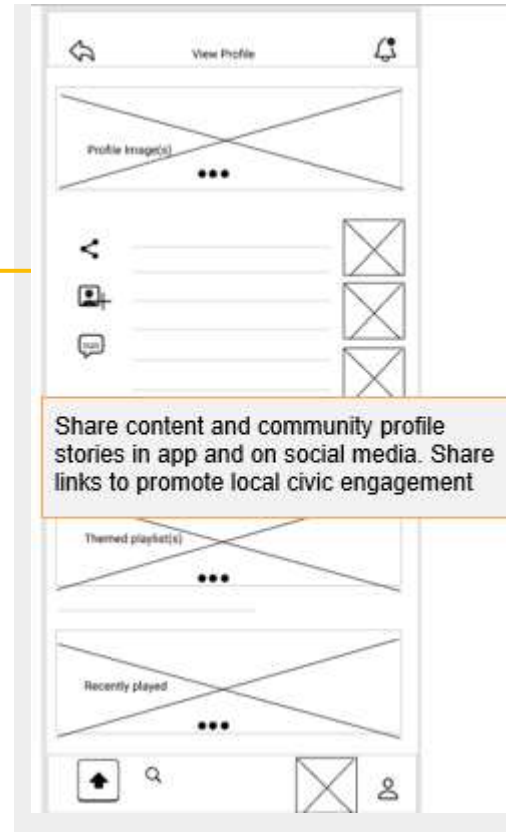 View Profile
Profile Image(s)
Share content and community profile
stories in app and on social media. Share
links to promote local civic engagement
Themed playlist(s)
Recently played